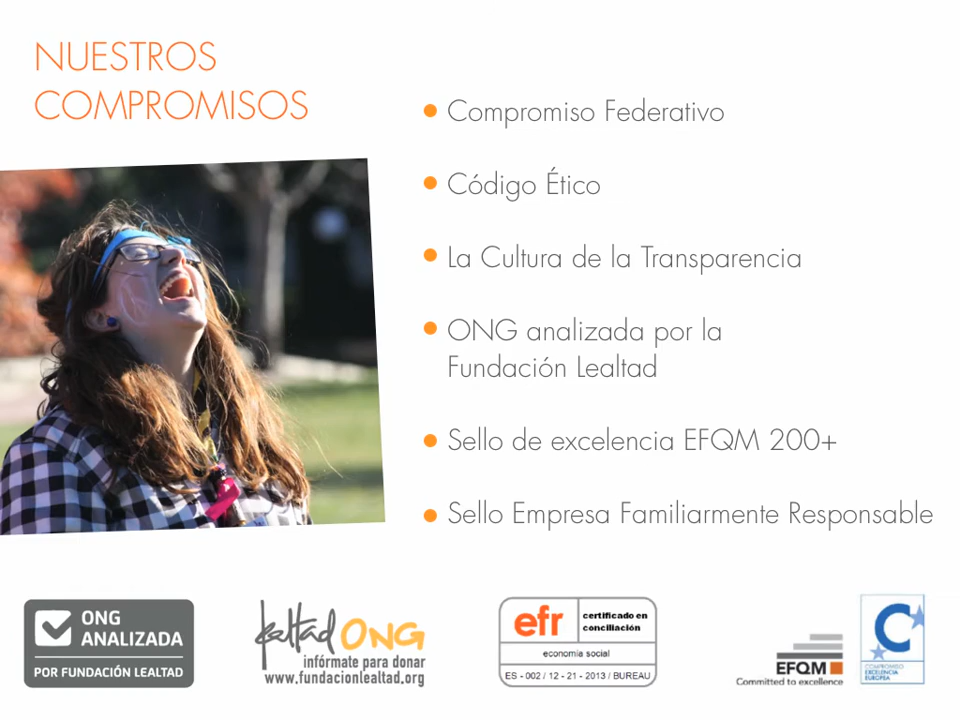 NUESTROS
COMPROMISOS
Compromiso Federativo
Código Ético
La Cultura de la Transparencia
ONG analizada por la
Fundación Lealtad
Sello de excelencia EFQM 200+
Sello Empresa Familiarmente Responsable
ONG
ANALIZADA
POR FUNDACIÓN LEALTAD
lealtad ONG
infórmate para donar
www.fundacionlealtad.org
efr
certificado en
conciliación
economía social
ES - 002 / 12 - 21 - 2013 / BUREAU
EFQM
Committed to excellence
C
COMPROMISO
EXCELENCIA
EUROPEA